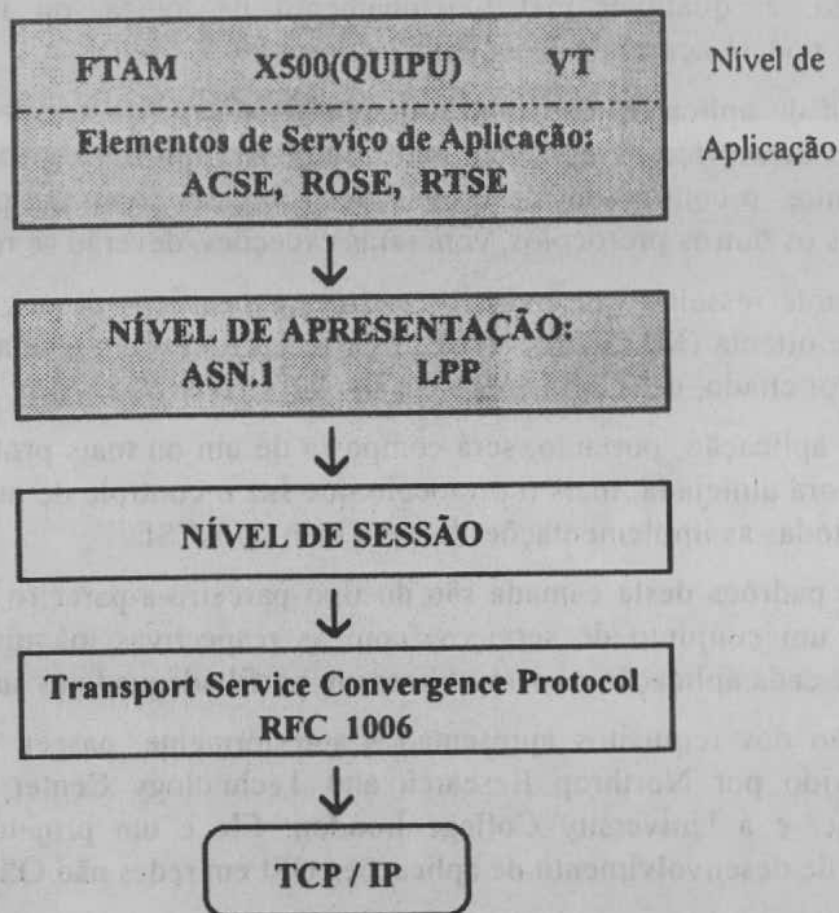 FTAM X500(QUIPU) VT
Nível de
Elementos de Serviço de Aplicação:
Aplicação
ACSE, ROSE, RTSE
NÍVEL DE APRESENTAÇÃO:
ASN.1 LPP
NÍVEL DE SESSÃO
Transport Service Convergence Protocol
RFC 1006
TCP / IP